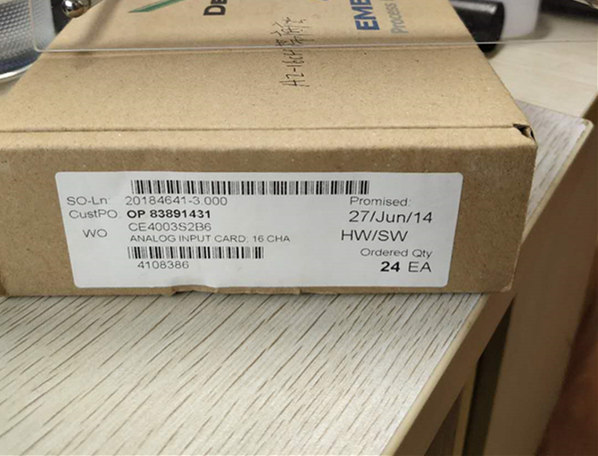 De
EME
Process
SO-Ln: 20184641-3.000
CustPO: OP 83891431
WO CE4003S2B6
ANALOG INPUT CARD; 16 CHA
4108386
Promised:
27/Jun/14
HW/SW
Ordered Qty
24 EA